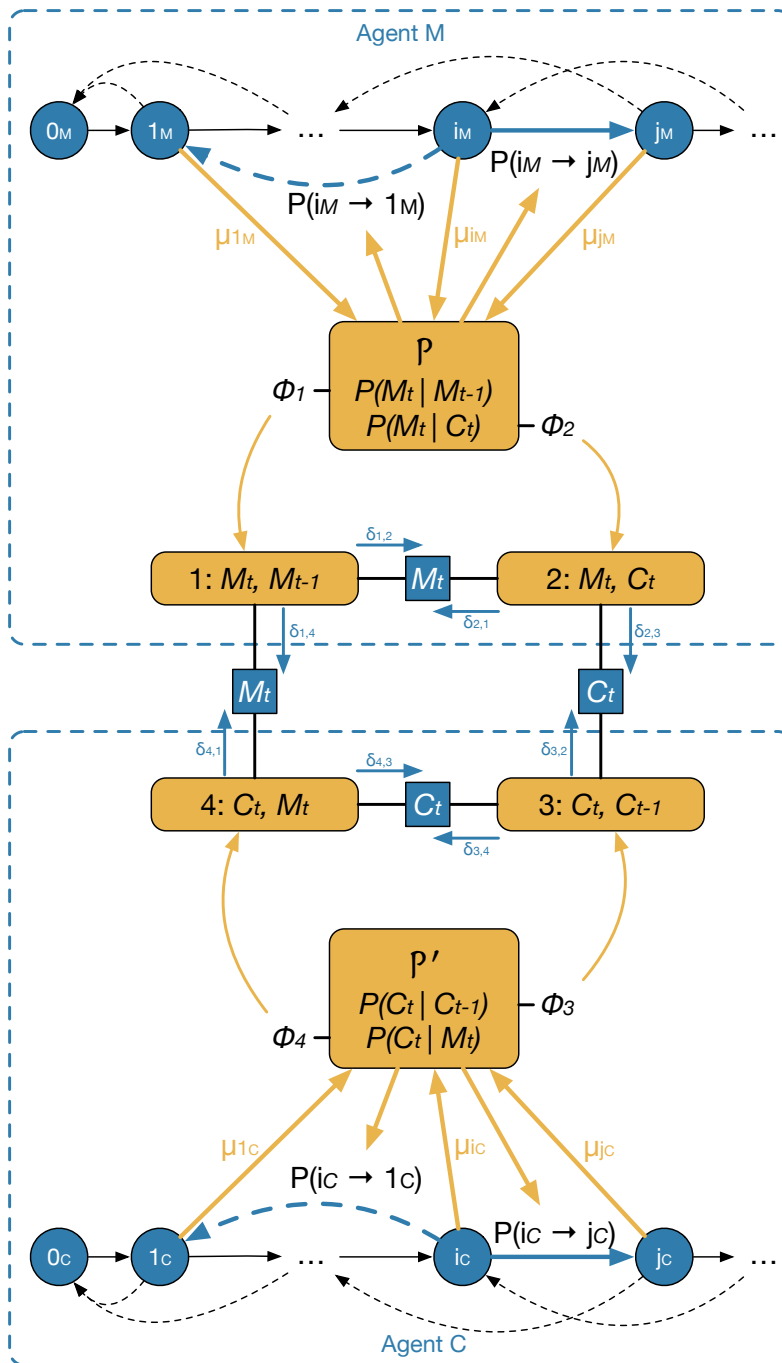 Agent M
0M 1M ... iM jM ...
P(iM → jM)
P(iM → 1M)
μ1M μiM μjM
𝔓
Φ1 P(Mt | Mt-1)
P(Mt | Ct) Φ2
δ1,2
1: Mt, Mt-1 Mt 2: Mt, Ct
δ2,1
δ1,4 δ2,3
Mt Ct
δ4,1 δ3,2
δ4,3
4: Ct, Mt Ct 3: Ct, Ct-1
δ3,4
𝔓′
P(Ct | Ct-1) Φ3
Φ4 P(Ct | Mt)
μ1C μiC μjC
P(iC → 1C)
P(iC → jC)
0C 1C ... iC jC ...
Agent C